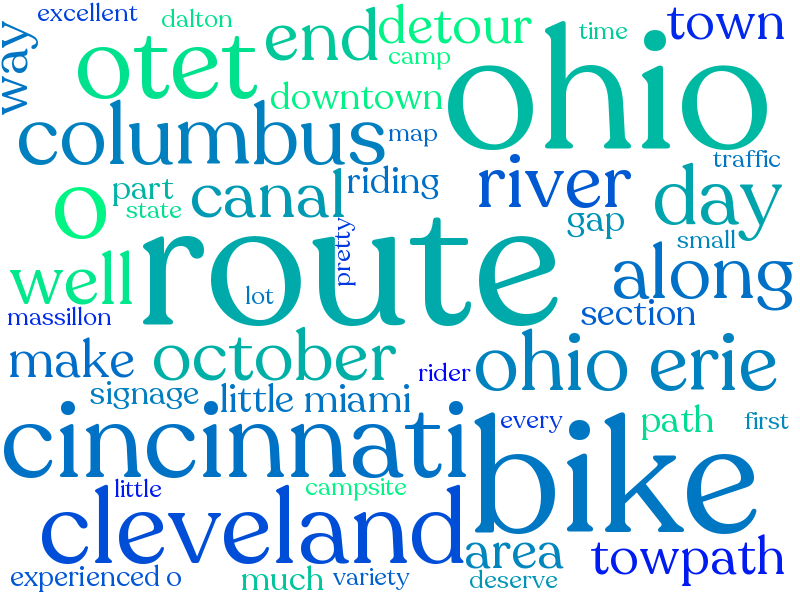 excellent
dalton
detour
town
way
otet
end
camp
time
ohio
downtown
columbus
map
traffic
part
state
canal
riding
river
gap
day
small
o
well
route
pretty
lot
along
massillon
section
make
october
rider
ohio erie
signage
little miami
cincinnati
every
path
first
bike
little
campsite
cleveland
area
towpath
experienced o
much
variety
deserve